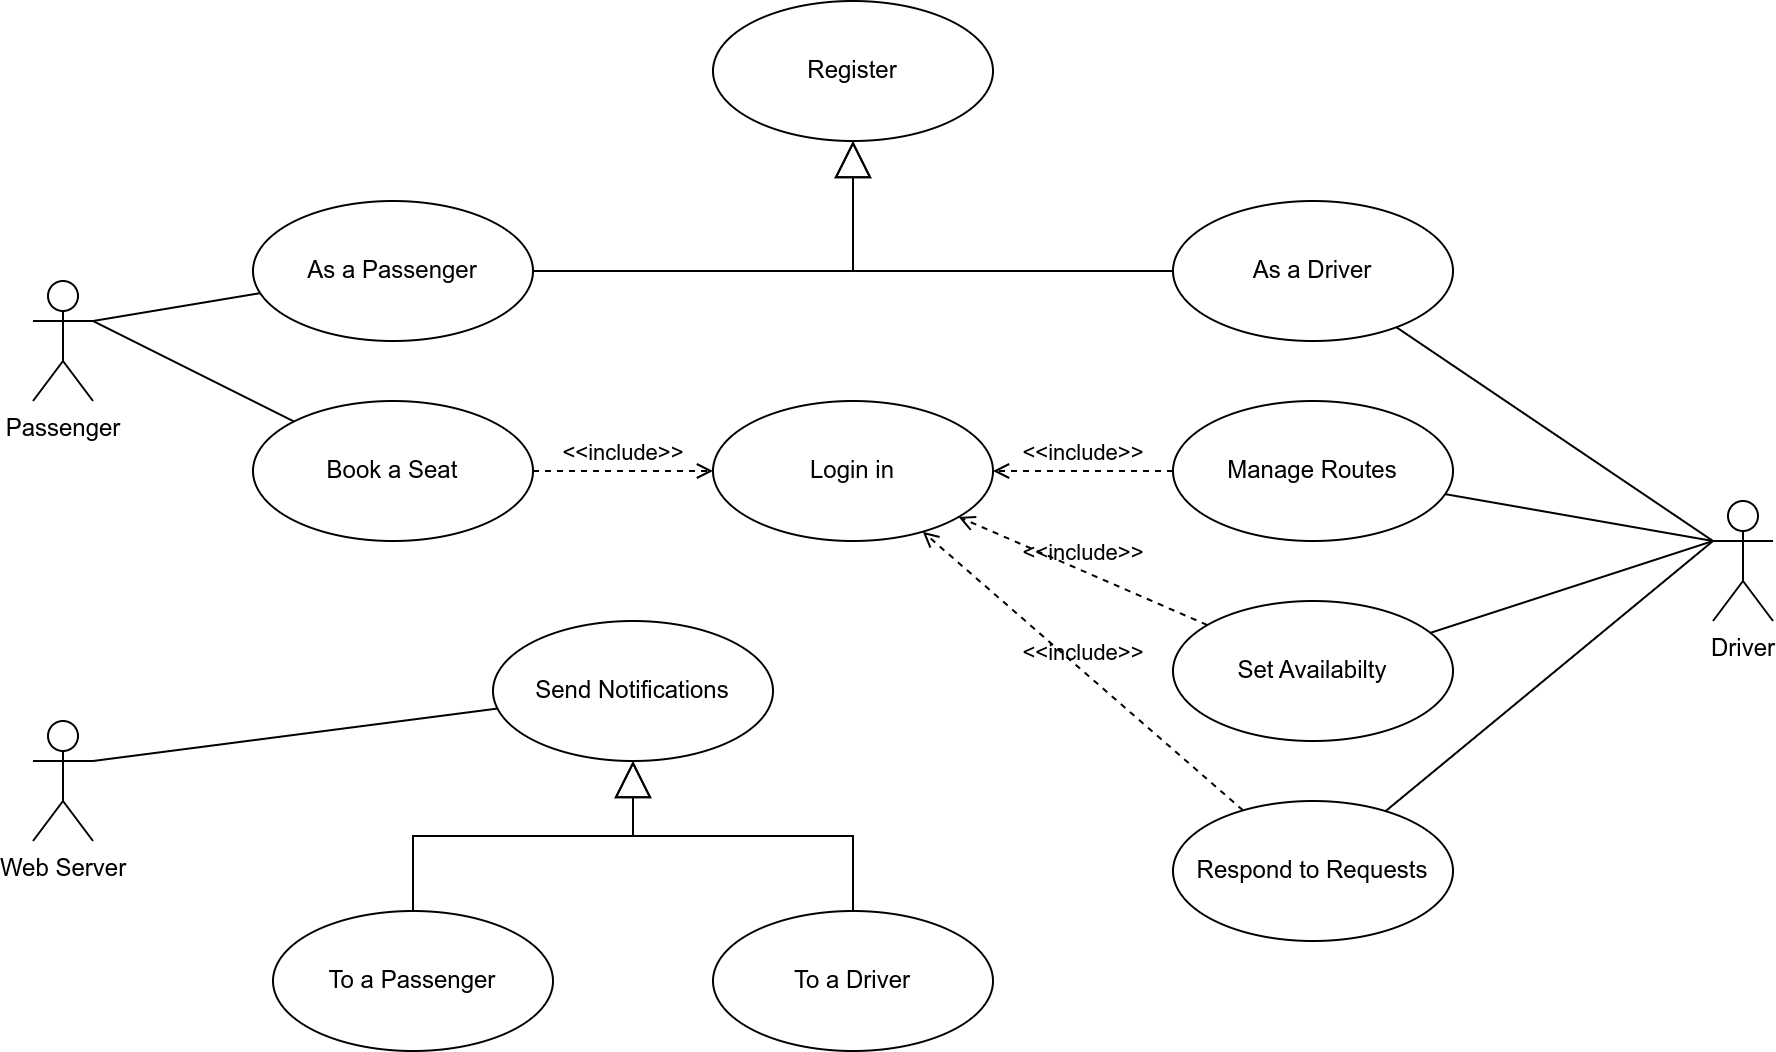 Register
As a Passenger
As a Driver
Passenger
Book a Seat
<<include>>
Login in
<<include>>
Manage Routes
<<include>>
Set Availabilty
Driver
<<include>>
Send Notifications
Web Server
Respond to Requests
To a Passenger
To a Driver